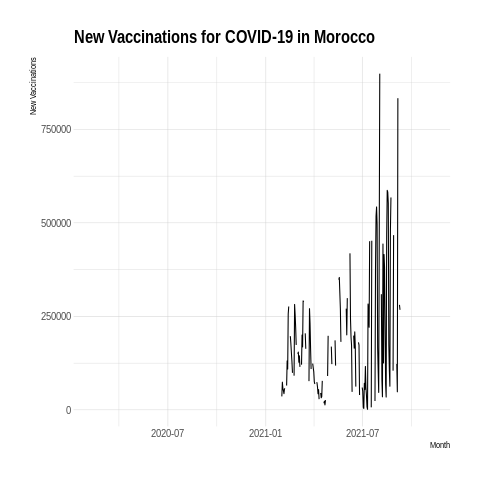 New Vaccinations for COVID-19 in Morocco
New Vaccinations
750000
500000
250000
0
2020-07
2021-01
2021-07
Month